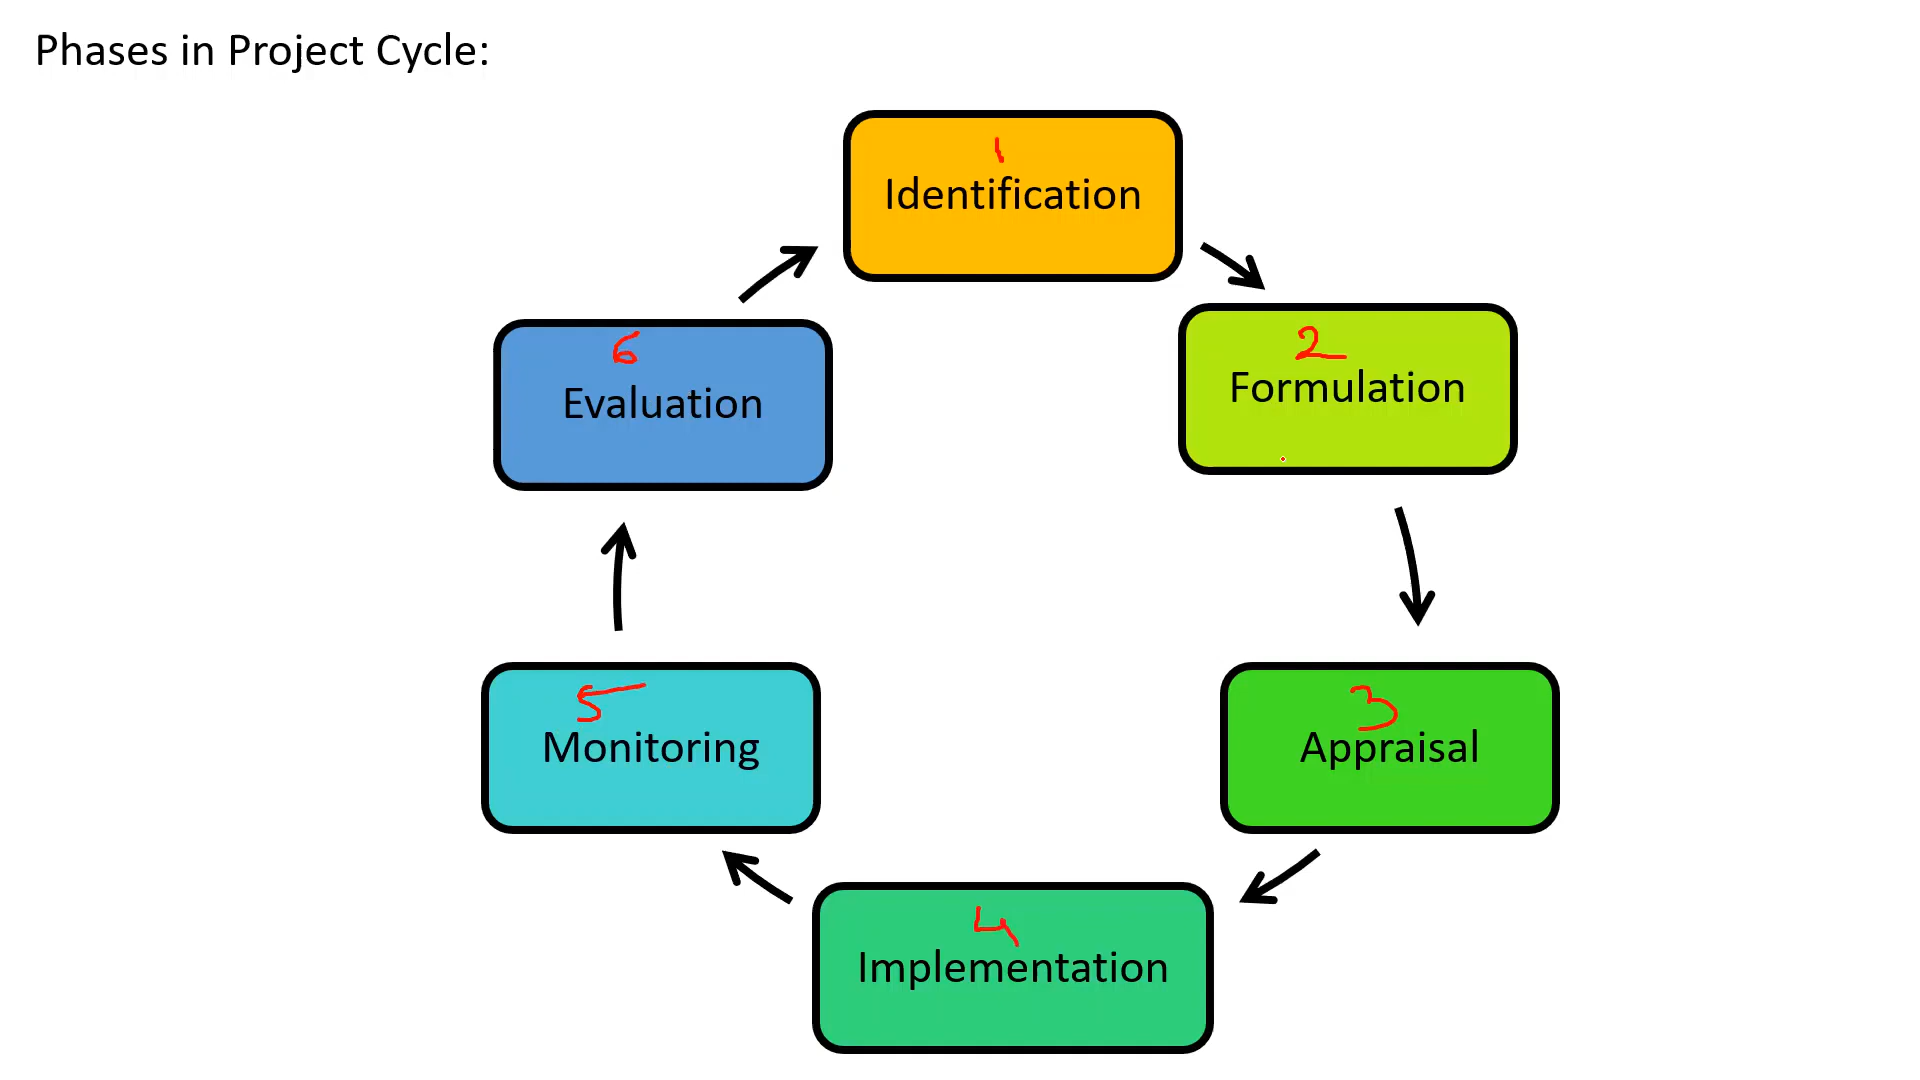 Phases in Project Cycle:
1
Identification
2
Formulation
3
Appraisal
4
Implementation
5
Monitoring
6
Evaluation